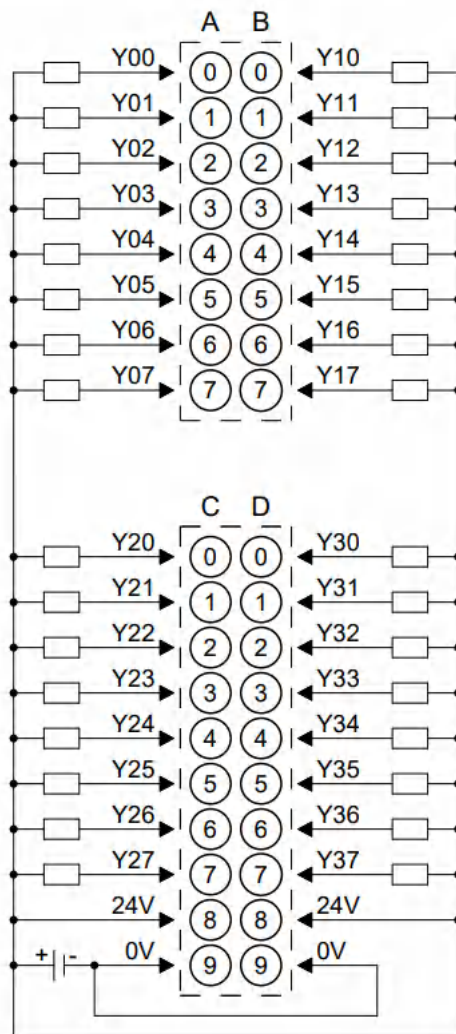 A B
Y00 0 0 Y10
Y01 1 1 Y11
Y02 2 2 Y12
Y03 3 3 Y13
Y04 4 4 Y14
Y05 5 5 Y15
Y06 6 6 Y16
Y07 7 7 Y17
C D
Y20 0 0 Y30
Y21 1 1 Y31
Y22 2 2 Y32
Y23 3 3 Y33
Y24 4 4 Y34
Y25 5 5 Y35
Y26 6 6 Y36
Y27 7 7 Y37
24V 8 8 24V
+ - 0V 9 9 0V